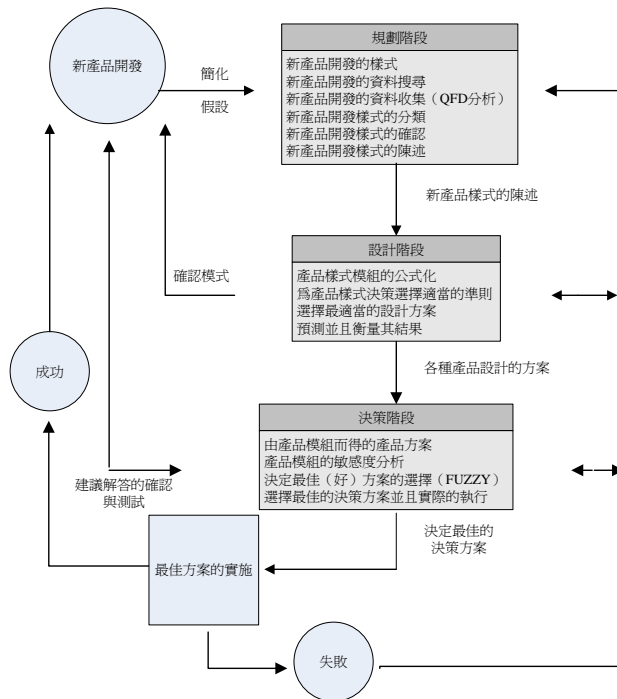 新產品開發
簡化
假設
規劃階段
新產品開發的樣式
新產品開發的資料搜尋
新產品開發的資料收集（QFD分析）
新產品開發樣式的分類
新產品開發樣式的確認
新產品開發樣式的陳述
新產品樣式的陳述
設計階段
產品樣式模組的公式化
爲產品樣式決策選擇適當的準則
選擇最適當的設計方案
預測並且衡量其結果
確認模式
各種產品設計的方案
成功
決策階段
由產品模組而得的產品方案
產品模組的敏感度分析
決定最佳（好）方案的選擇（FUZZY）
選擇最佳的決策方案並且實際的執行
建議解答的確認
與測試
決定最佳的
決策方案
最佳方案的實施
失敗